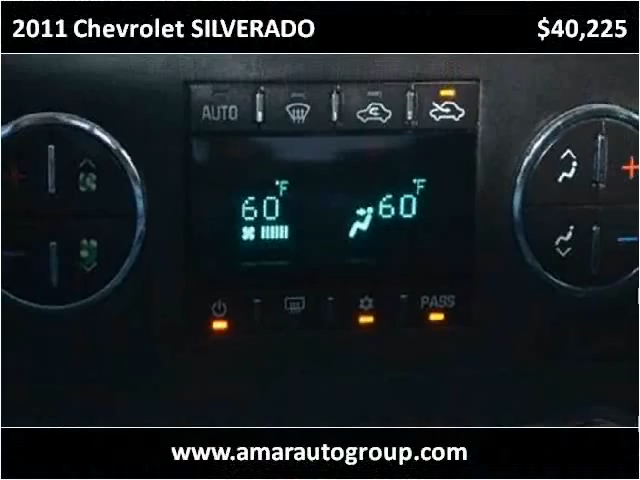 2011 Chevrolet SILVERADO $40,225
AUTO
60°F 60°F
PASS
www.amarautogroup.com